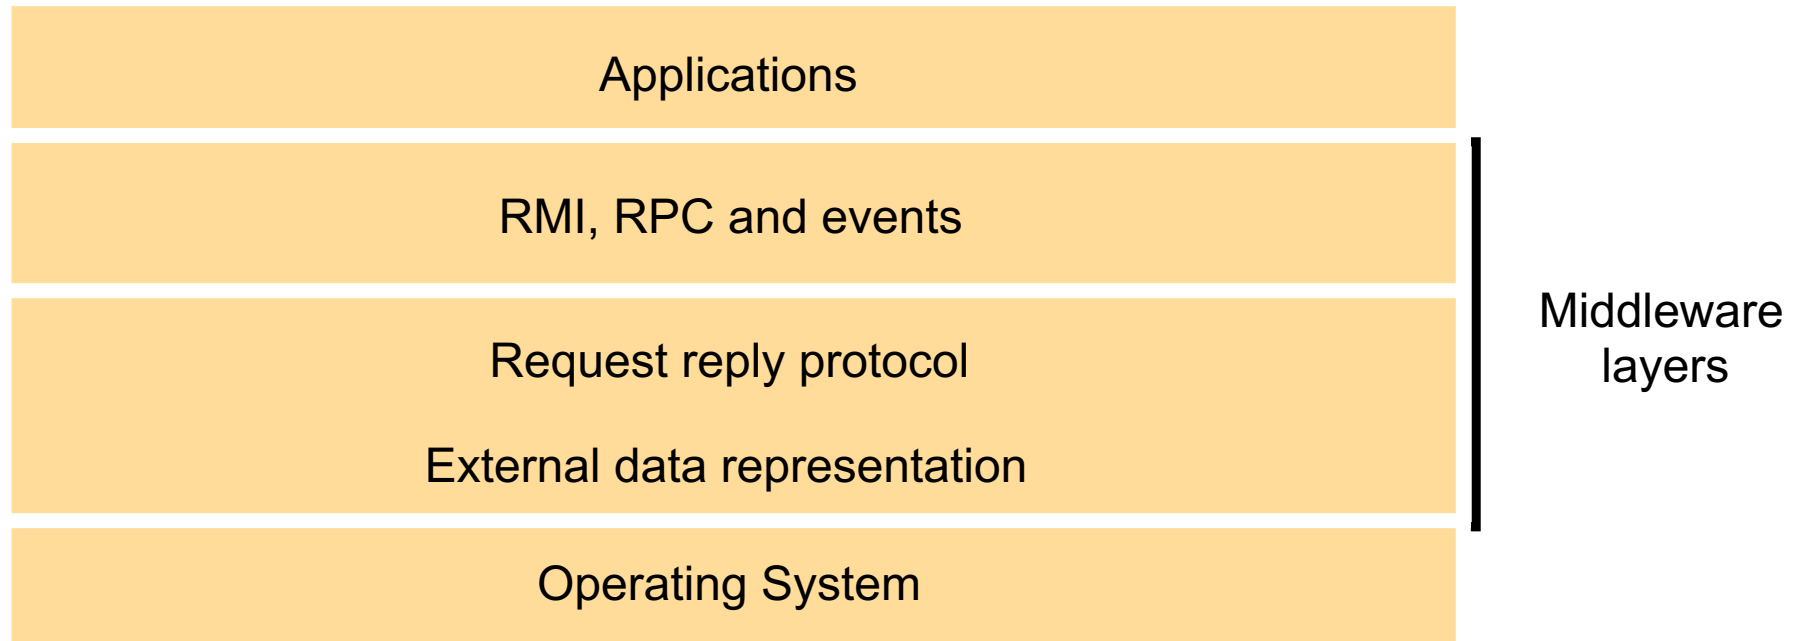 Applications
RMI, RPC and events
Request reply protocol
External data representation
Operating System
Middleware
layers